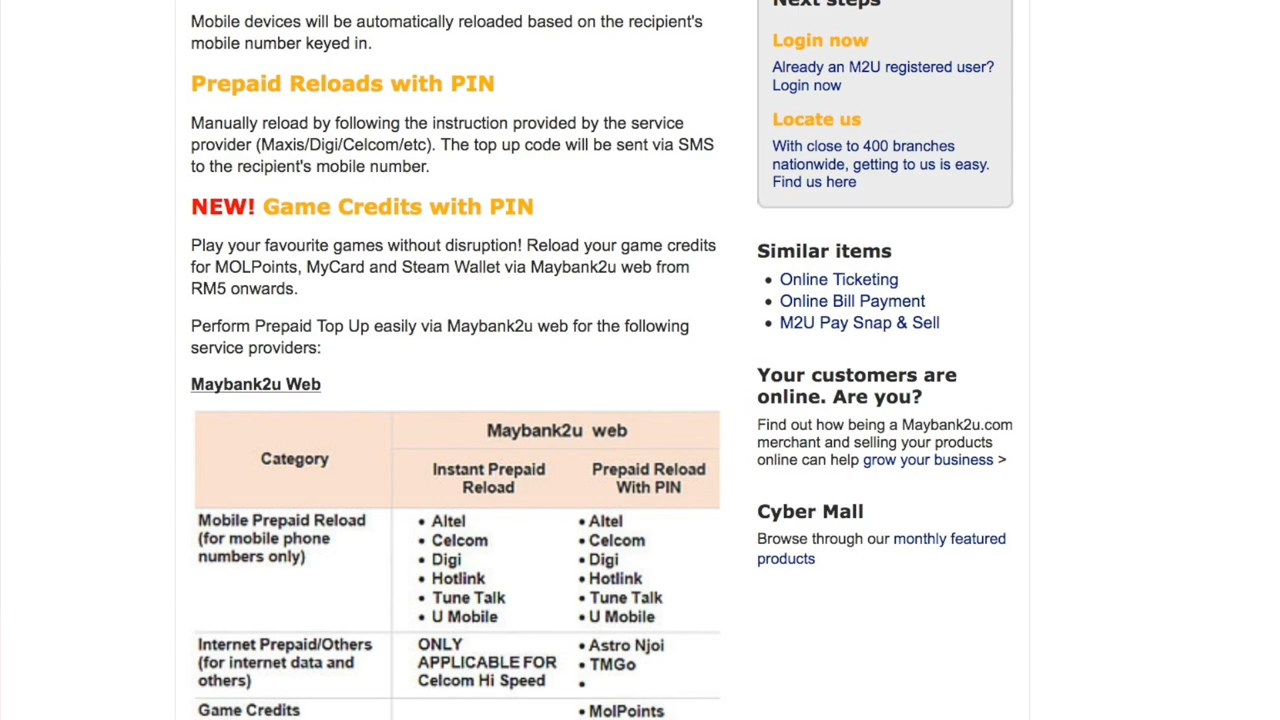 Mobile devices will be automatically reloaded based on the recipient's
mobile number keyed in.
Prepaid Reloads with PIN
Manually reload by following the instruction provided by the service
provider (Maxis/Digi/Celcom/etc). The top up code will be sent via SMS
to the recipient's mobile number.
NEW! Game Credits with PIN
Play your favourite games without disruption! Reload your game credits
for MOLPoints, MyCard and Steam Wallet via Maybank2u web from
RM5 onwards.
Perform Prepaid Top Up easily via Maybank2u web for the following
service providers:
Maybank2u Web
Category
Maybank2u web
Instant Prepaid
Reload
Prepaid Reload
With PIN
Mobile Prepaid Reload
(for mobile phone
numbers only)
• Altel
• Celcom
• Digi
• Hotlink
• Tune Talk
• U Mobile
• Altel
• Celcom
• Digi
• Hotlink
• Tune Talk
• U Mobile
Internet Prepaid/Others
(for internet data and
others)
ONLY
APPLICABLE FOR
Celcom Hi Speed
• Astro Njoi
• TMGo
•
Game Credits
• MolPoints
Next steps
Login now
Already an M2U registered user?
Login now
Locate us
With close to 400 branches
nationwide, getting to us is easy.
Find us here
Similar items
• Online Ticketing
• Online Bill Payment
• M2U Pay Snap & Sell
Your customers are
online. Are you?
Find out how being a Maybank2u.com
merchant and selling your products
online can help grow your business >
Cyber Mall
Browse through our monthly featured
products